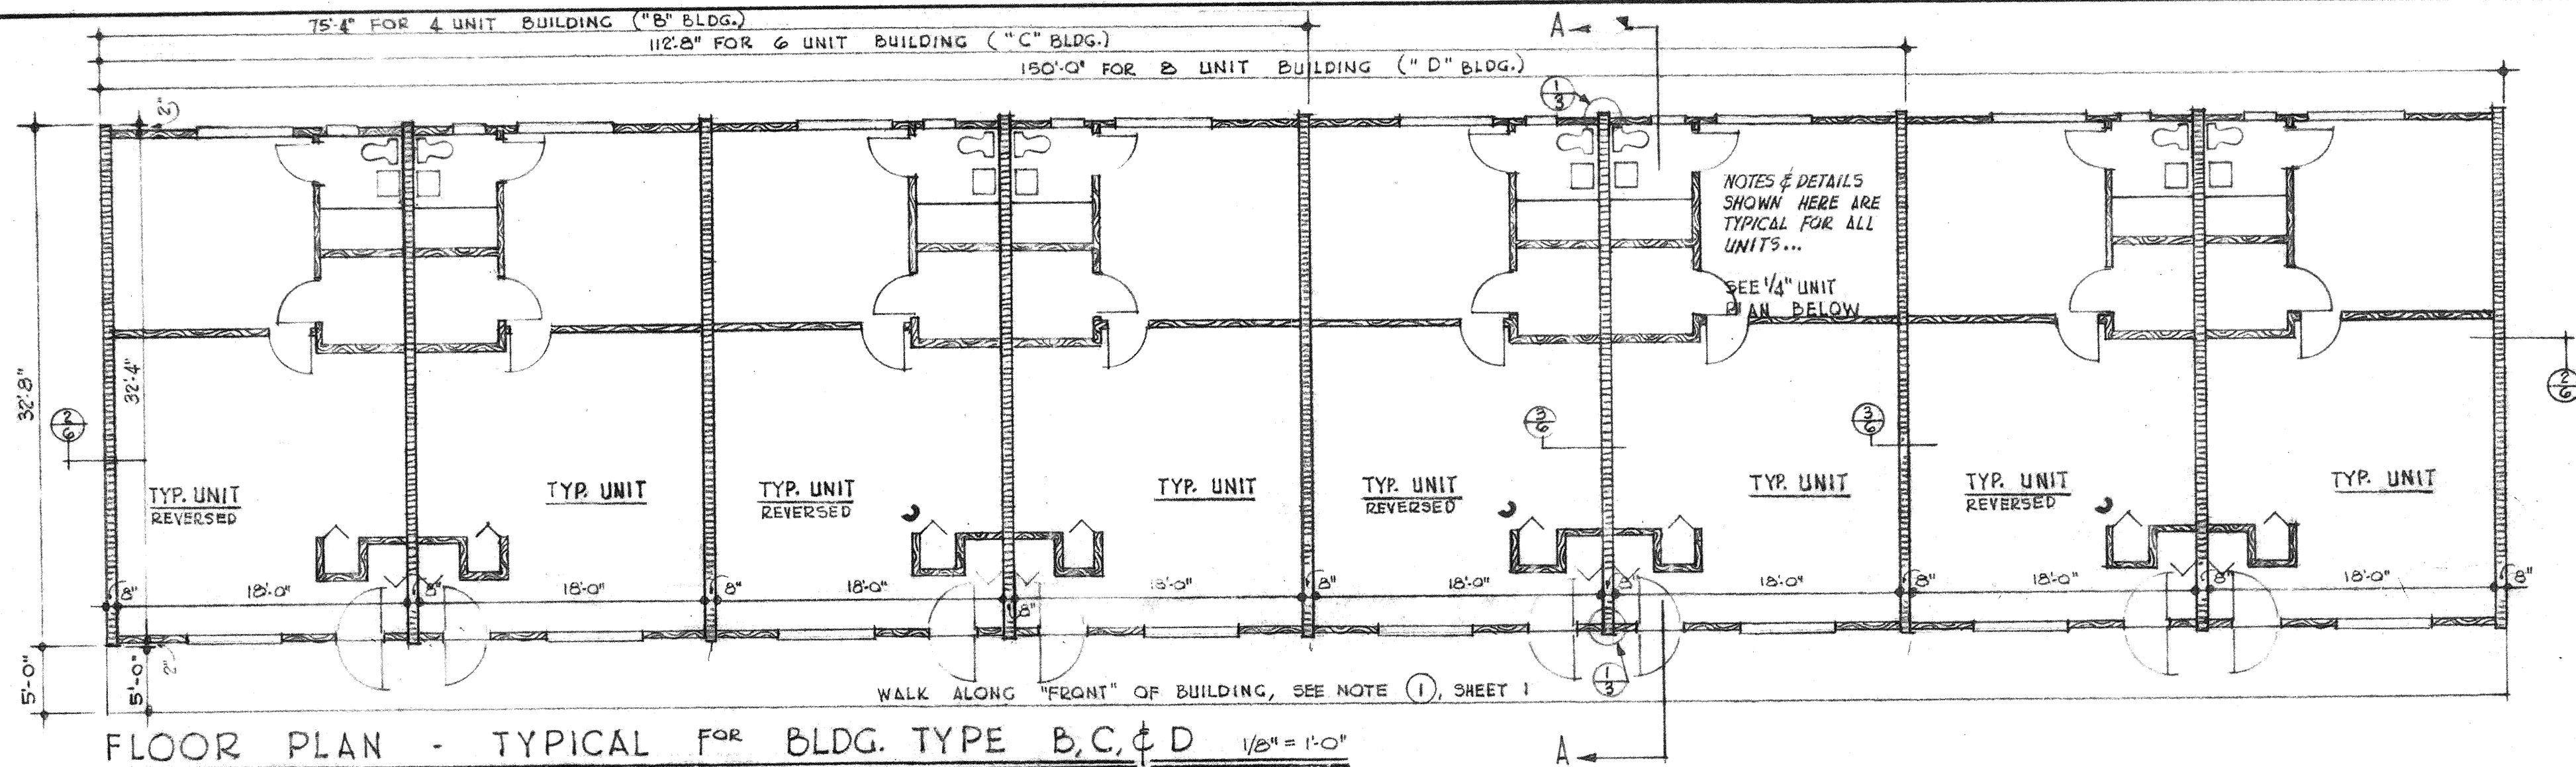 75'-4" FOR 4 UNIT BUILDING ("B" BLDG.)
112'-8" FOR 6 UNIT BUILDING ("C" BLDG.)
150'-0" FOR 8 UNIT BUILDING ("D" BLDG.)
A
1
3
2"
32'-8"
32'-4"
2
6
NOTES & DETAILS
SHOWN HERE ARE
TYPICAL FOR ALL
UNITS...
SEE 1/4" UNIT
PLAN BELOW
2
6
3
6
3
6
TYP. UNIT
REVERSED
TYP. UNIT
TYP. UNIT
REVERSED
TYP. UNIT
TYP. UNIT
REVERSED
TYP. UNIT
TYP. UNIT
REVERSED
TYP. UNIT
8" 18'-0" 8" 18'-0" 8" 18'-0" 8" 18'-0" 8" 18'-0" 8" 18'-0" 8" 18'-0" 8" 18'-0" 8"
5'-0"
5'-0"
2"
1
3
WALK ALONG "FRONT" OF BUILDING, SEE NOTE 1, SHEET 1
FLOOR PLAN - TYPICAL FOR BLDG. TYPE B, C, & D 1/8" = 1'-0"
A